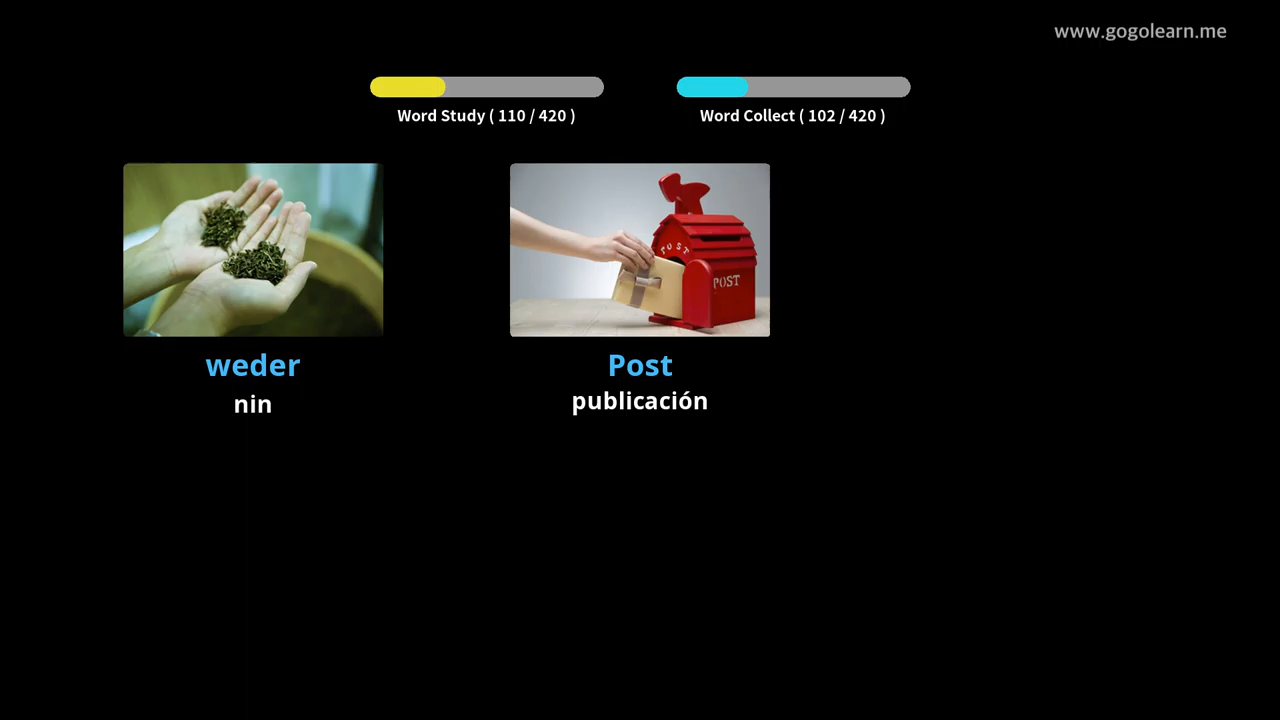 www.gogolearn.me
Word Study ( 110 / 420 )
Word Collect ( 102 / 420 )
POST
POST
weder
Post
nin
publicación